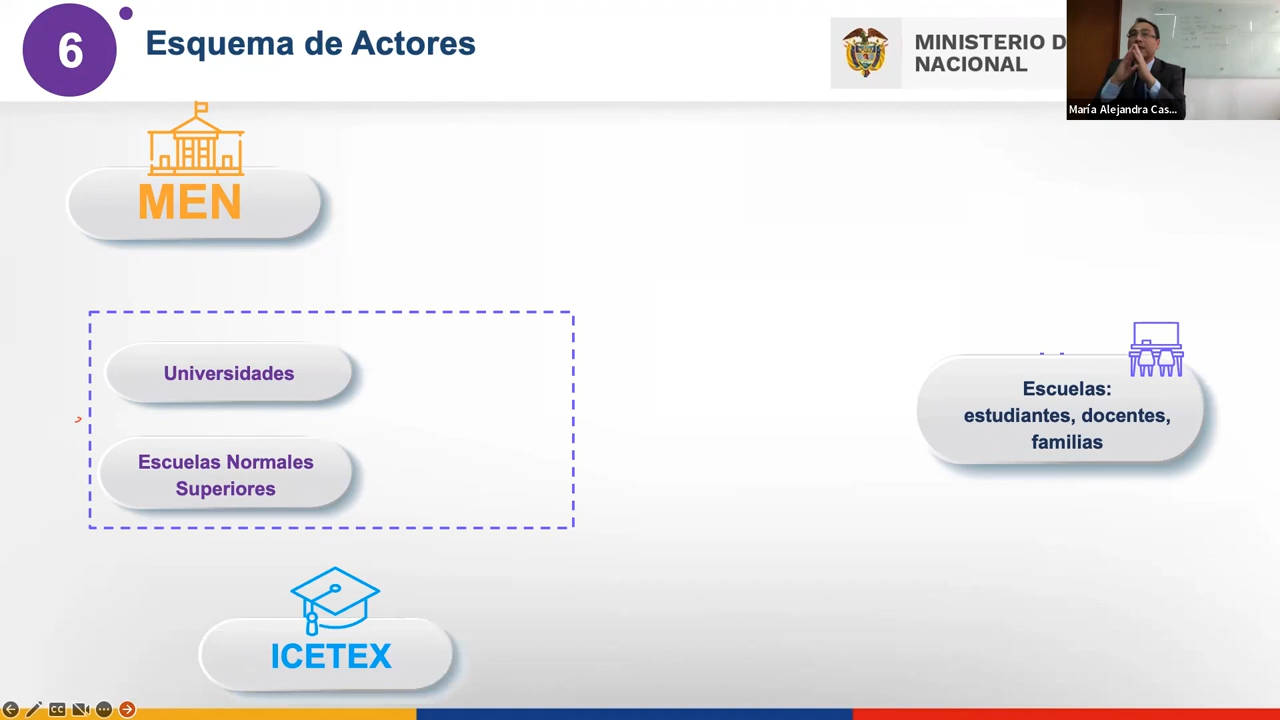 6
Esquema de Actores
MINISTERIO D
NACIONAL
María Alejandra Cas...
MEN
Universidades
Escuelas Normales
Superiores
Escuelas:
estudiantes, docentes,
familias
ICETEX
CC